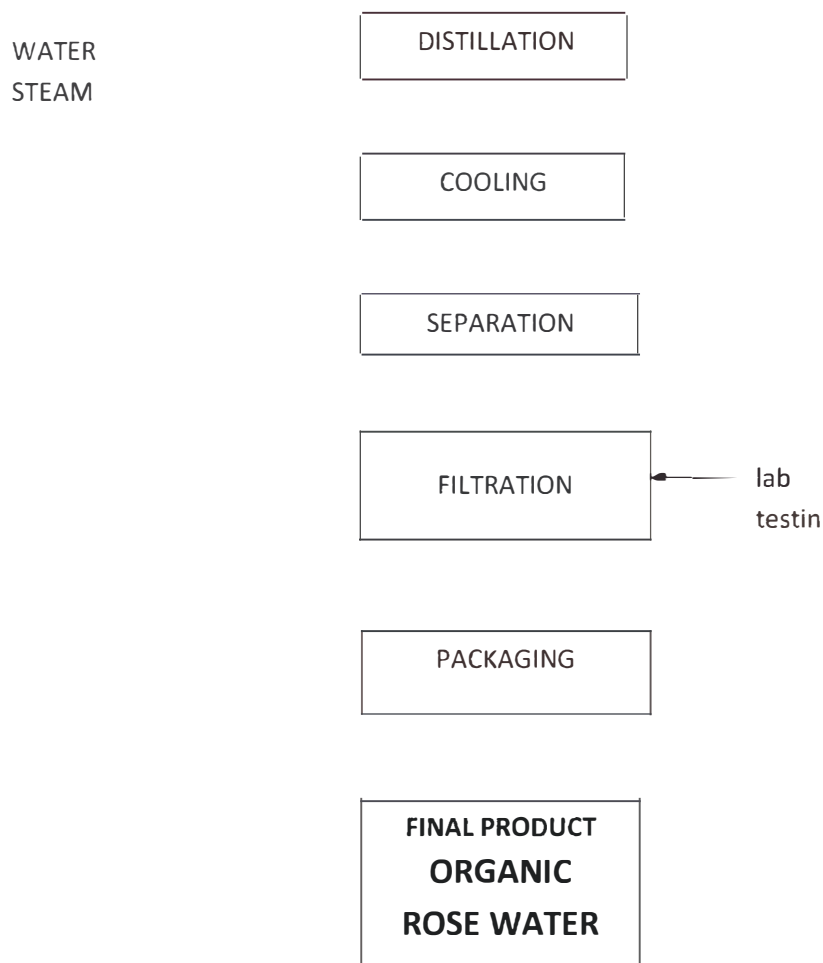 DISTILLATION
WATER
STEAM
COOLING
SEPARATION
FILTRATION
lab
testin
PACKAGING
FINAL PRODUCT
ORGANIC
ROSE WATER